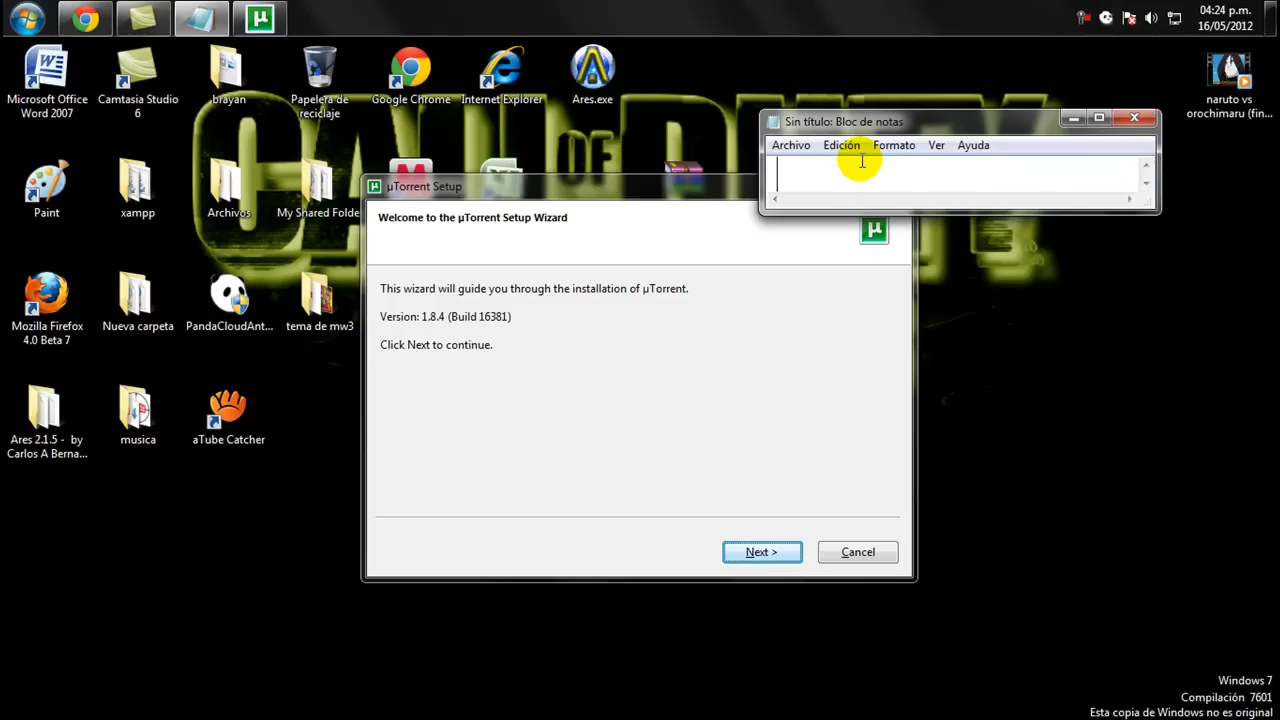 04:24 p.m.
16/05/2012
Microsoft Office
Word 2007
Camtasia Studio
6
brayan
Papelera de
reciclaje
Google Chrome
Internet Explorer
Ares.exe
naruto vs
orochimaru (fin...
CALL OF DUTY
Sin título: Bloc de notas
Archivo Edición Formato Ver Ayuda
Paint
xampp
Archivos
My Shared Folde
µTorrent Setup
Welcome to the µTorrent Setup Wizard
This wizard will guide you through the installation of µTorrent.
Version: 1.8.4 (Build 16381)
Click Next to continue.
Mozilla Firefox
4.0 Beta 7
Nueva carpeta
PandaCloudAnt...
tema de mw3
Ares 2.1.5 - by
Carlos A Berna...
musica
aTube Catcher
Next >
Cancel
Windows 7
Compilación 7601
Esta copia de Windows no es original